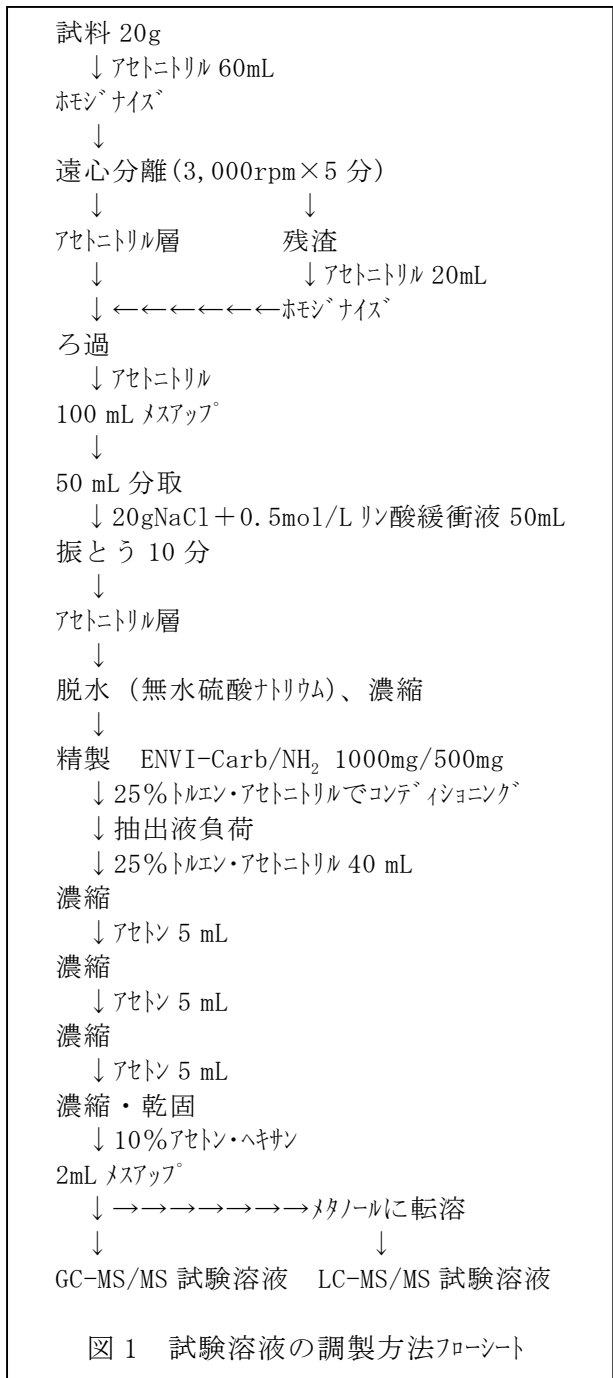 試料 20g
↓ｱｾﾄﾆﾄﾘﾙ 60mL
ﾎﾓｼﾞﾅｲｽﾞ
↓
遠心分離(3,000rpm×5 分)
↓ ↓
ｱｾﾄﾆﾄﾘﾙ層 残渣
↓ ↓ｱｾﾄﾆﾄﾘﾙ 20mL
↓←←←←←←ﾎﾓｼﾞﾅｲｽﾞ
ろ過
↓ｱｾﾄﾆﾄﾘﾙ
100 mL ﾒｽｱｯﾌﾟ
↓
50 mL 分取
↓20gNaCl＋0.5mol/L ﾘﾝ酸緩衝液 50mL
振とう 10 分
↓
ｱｾﾄﾆﾄﾘﾙ層
↓
脱水（無水硫酸ﾅﾄﾘｳﾑ）、濃縮
↓
精製 ENVI-Carb/NH₂ 1000mg/500mg
↓25％ﾄﾙｴﾝ･ｱｾﾄﾆﾄﾘﾙでｺﾝﾃﾞｨｼｮﾆﾝｸﾞ
↓抽出液負荷
↓25％ﾄﾙｴﾝ･ｱｾﾄﾆﾄﾘﾙ 40 mL
濃縮
↓ｱｾﾄﾝ 5 mL
濃縮
↓ｱｾﾄﾝ 5 mL
濃縮
↓ｱｾﾄﾝ 5 mL
濃縮・乾固
↓10％ｱｾﾄﾝ･ﾍｷｻﾝ
2mL ﾒｽｱｯﾌﾟ
↓→→→→→→→ﾒﾀﾉｰﾙに転溶
↓ ↓
GC-MS/MS 試験溶液 LC-MS/MS 試験溶液
図 1 試験溶液の調製方法ﾌﾛｰｼｰﾄ